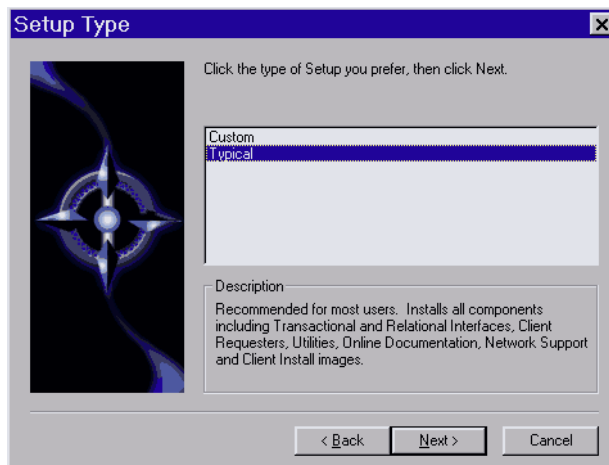 Setup Type
Click the type of Setup you prefer, then click Next.
Custom
Typical
Description
Recommended for most users. Installs all components
including Transactional and Relational Interfaces, Client
Requesters, Utilities, Online Documentation, Network Support
and Client Install images.
< Back
Next >
Cancel